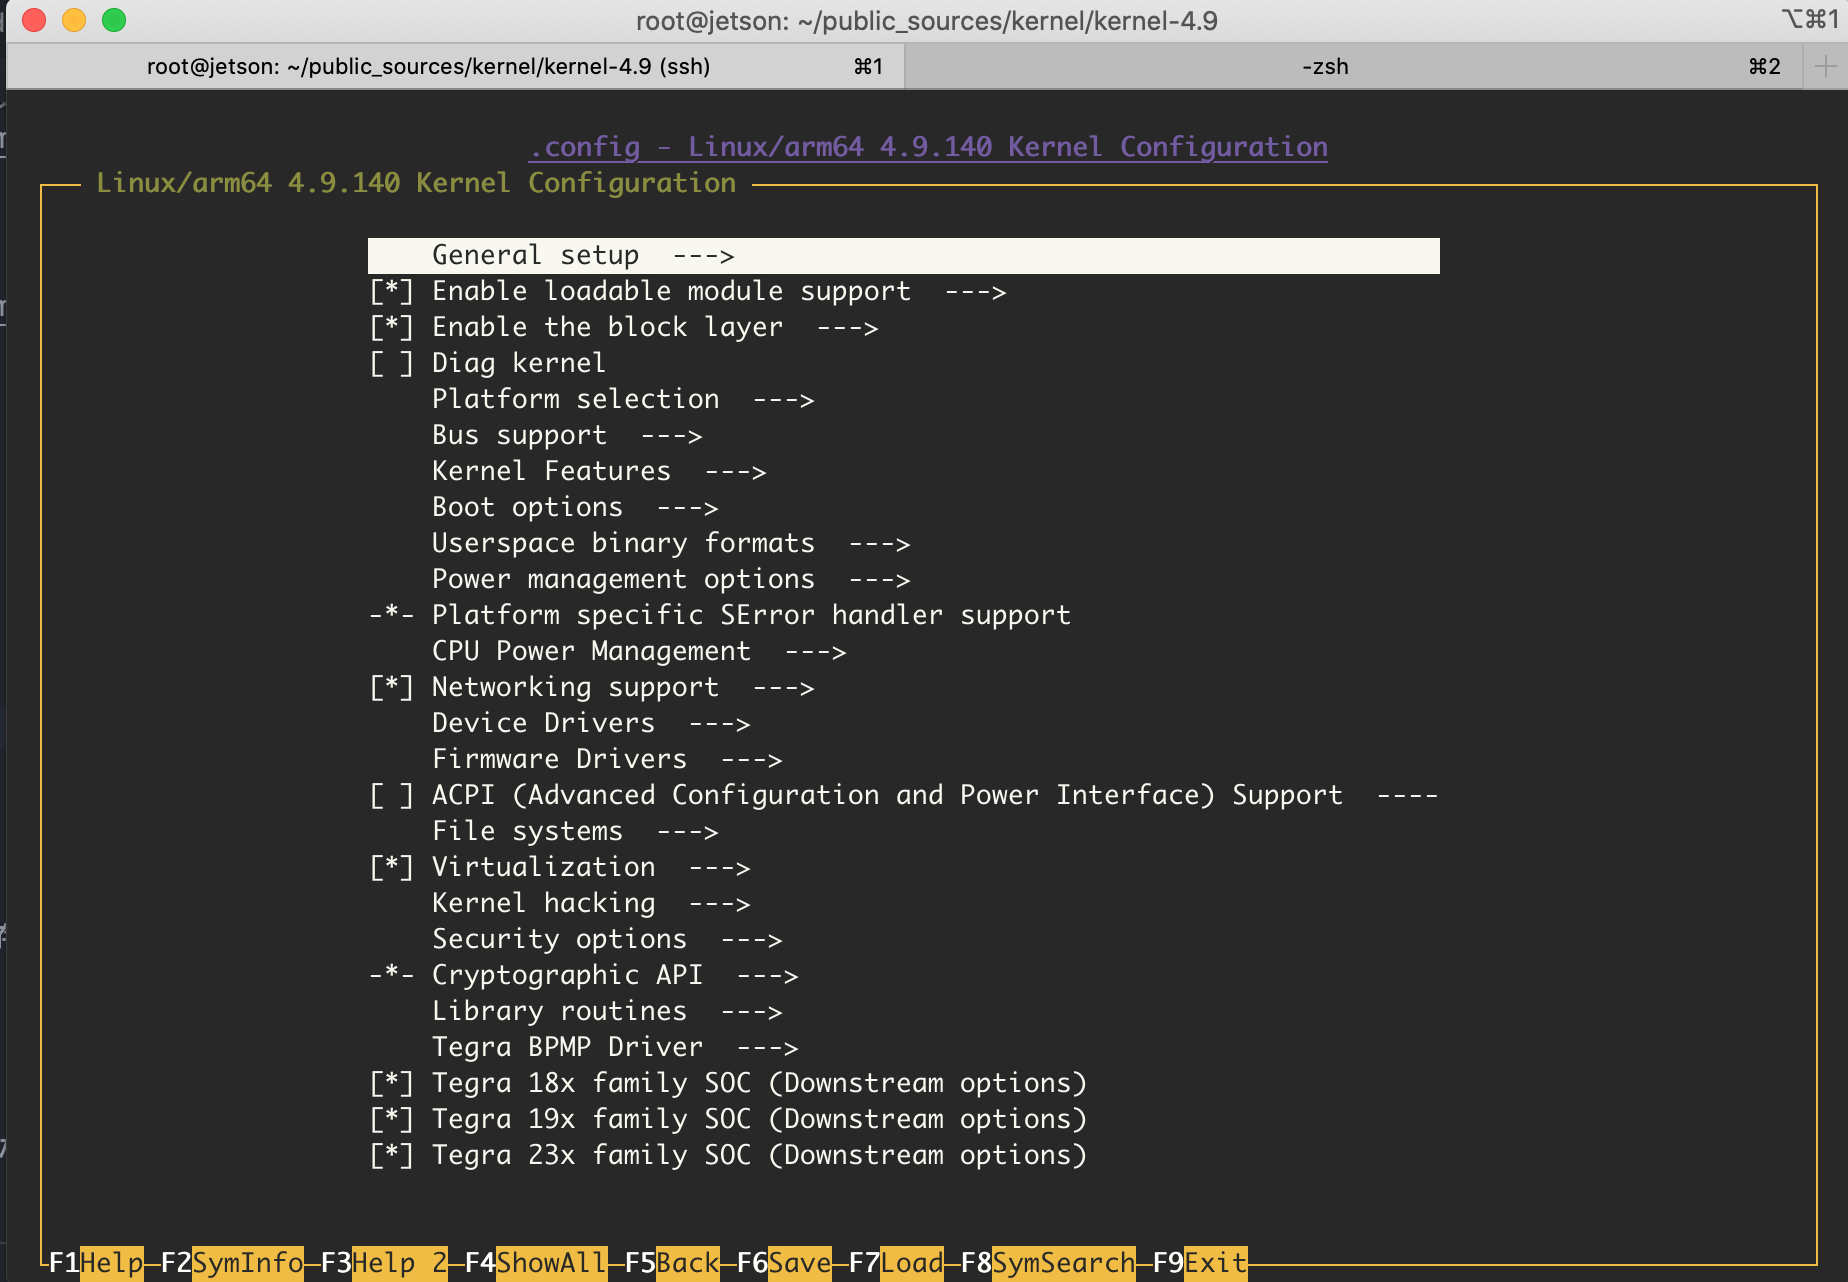 root@jetson: ~/public_sources/kernel/kernel-4.9 ⌥⌘1
root@jetson: ~/public_sources/kernel/kernel-4.9 (ssh) ⌘1 -zsh ⌘2
.config - Linux/arm64 4.9.140 Kernel Configuration
Linux/arm64 4.9.140 Kernel Configuration
General setup  --->
[*] Enable loadable module support  --->
[*] Enable the block layer  --->
[ ] Diag kernel
Platform selection  --->
Bus support  --->
Kernel Features  --->
Boot options  --->
Userspace binary formats  --->
Power management options  --->
-*- Platform specific SError handler support
CPU Power Management  --->
[*] Networking support  --->
Device Drivers  --->
Firmware Drivers  --->
[ ] ACPI (Advanced Configuration and Power Interface) Support  ----
File systems  --->
[*] Virtualization  --->
Kernel hacking  --->
Security options  --->
-*- Cryptographic API  --->
Library routines  --->
Tegra BPMP Driver  --->
[*] Tegra 18x family SOC (Downstream options)
[*] Tegra 19x family SOC (Downstream options)
[*] Tegra 23x family SOC (Downstream options)
F1Help F2SymInfo F3Help 2 F4ShowAll F5Back F6Save F7Load F8SymSearch F9Exit